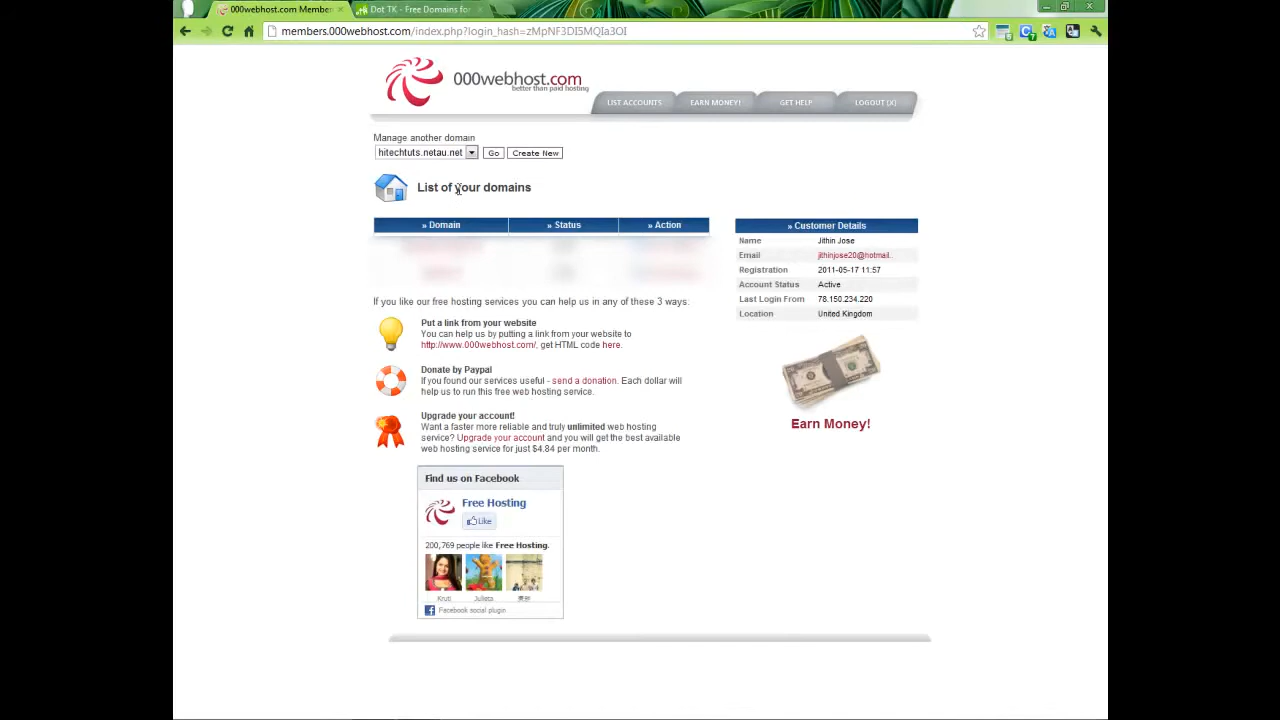 000webhost.com Membe
Dot TK - Free Domains for
members.000webhost.com/index.php?login_hash=zMpNF3DI5MQIa3OI
000webhost.com
better than paid hosting
LIST ACCOUNTS
EARN MONEY!
GET HELP
LOGOUT [X]
Manage another domain
hitechtuts.netau.net
Go
Create New
List of your domains
» Domain
» Status
» Action
» Customer Details
Name Jithin Jose
Email jithinjose20@hotmail..
Registration 2011-05-17 11:57
Account Status Active
Last Login From 78.150.234.220
Location United Kingdom
If you like our free hosting services you can help us in any of these 3 ways:
Put a link from your website
You can help us by putting a link from your website to
http://www.000webhost.com/, get HTML code here.
Donate by Paypal
If you found our services useful - send a donation. Each dollar will
help us to run this free web hosting service.
Upgrade your account!
Want a faster more reliable and truly unlimited web hosting
service? Upgrade your account and you will get the best available
web hosting service for just $4.84 per month.
Earn Money!
Find us on Facebook
Free Hosting
Like
200,769 people like Free Hosting.
Kruti
Julieta
Facebook social plugin